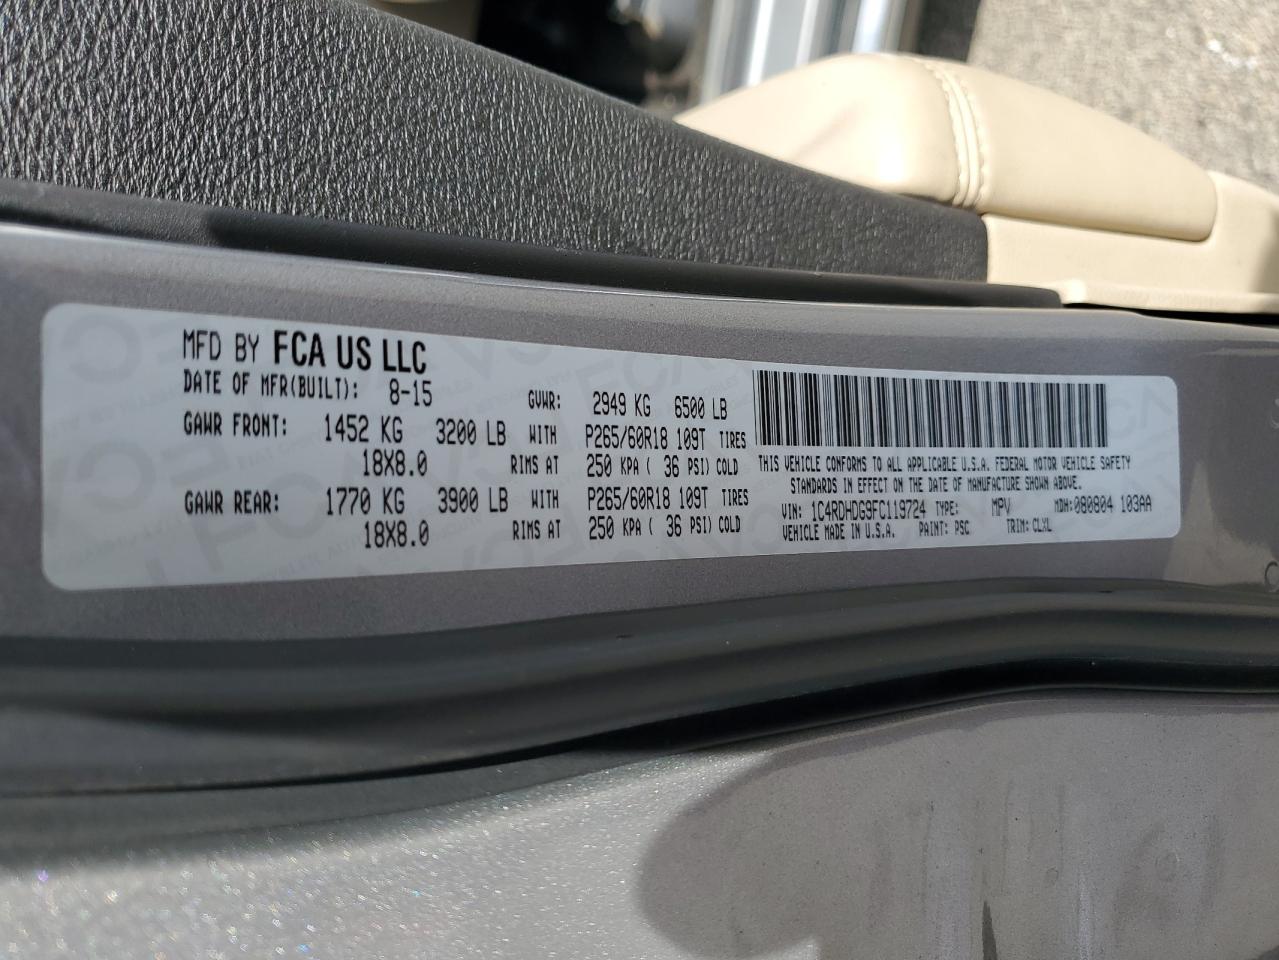 MFD BY FCA US LLC
DATE OF MFR(BUILT): 8-15 GVWR: 2949 KG 6500 LB
GAWR FRONT: 1452 KG 3200 LB WITH P265/60R18 109T TIRES
18X8.0 RIMS AT 250 KPA ( 36 PSI) COLD
GAWR REAR: 1770 KG 3900 LB WITH P265/60R18 109T TIRES
18X8.0 RIMS AT 250 KPA ( 36 PSI) COLD
THIS VEHICLE CONFORMS TO ALL APPLICABLE U.S.A. FEDERAL MOTOR VEHICLE SAFETY
STANDARDS IN EFFECT ON THE DATE OF MANUFACTURE SHOWN ABOVE.
VIN: 1C4RDHDG9FC119724 TYPE: MPV MDH: 080804 103AA
VEHICLE MADE IN U.S.A. PAINT: PSC TRIM: CLXL